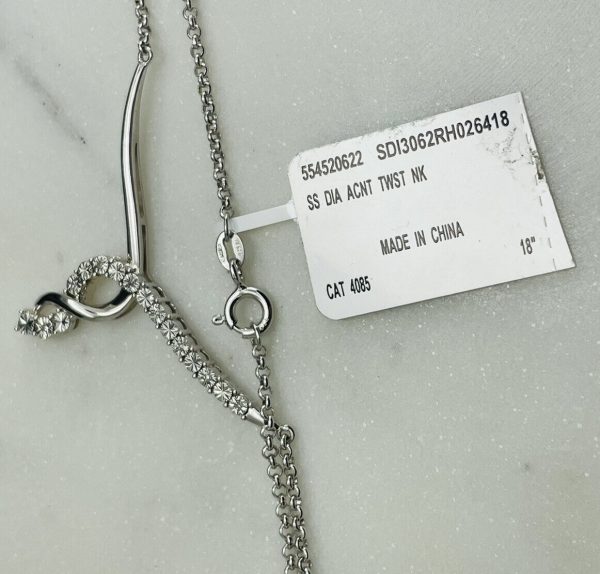 554520622 SDI3062RH026418
SS DIA ACNT TWST NK
MADE IN CHINA
CAT 4085 18"